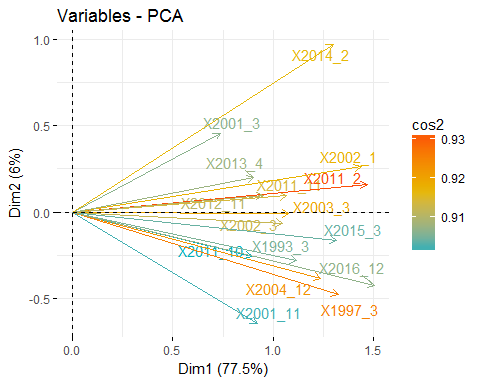 Variables - PCA
1.0
0.5
0.0
-0.5
Dim2 (6%)
X2014_2
X2001_3
X2013_4
X2002_1
X2011_2
X2011_11
X2012_11
X2003_3
X2002_3
X2015_3
X2011_10
X1993_3
X2016_12
X2004_12
X2001_11
X1997_3
0.0
0.5
1.0
1.5
Dim1 (77.5%)
cos2
0.93
0.92
0.91